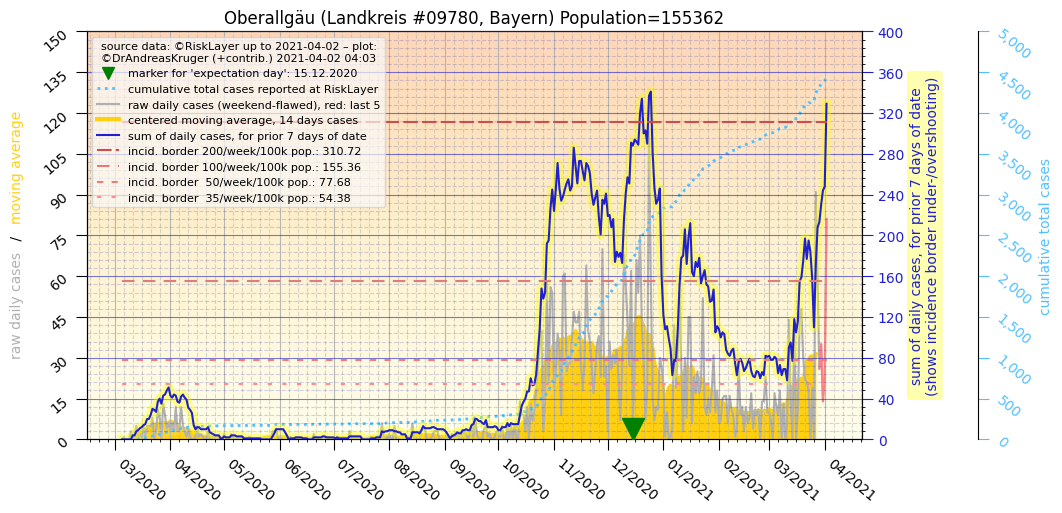 Oberallgäu (Landkreis #09780, Bayern) Population=155362
source data: ©RiskLayer up to 2021-04-02 – plot:
©DrAndreasKruger (+contrib.) 2021-04-02 04:03
marker for 'expectation day': 15.12.2020
cumulative total cases reported at RiskLayer
raw daily cases (weekend-flawed), red: last 5
centered moving average, 14 days cases
sum of daily cases, for prior 7 days of date
incid. border 200/week/100k pop.: 310.72
incid. border 100/week/100k pop.: 155.36
incid. border  50/week/100k pop.: 77.68
incid. border  35/week/100k pop.: 54.38
raw daily cases  /  moving average
150
135
120
105
90
75
60
45
30
15
0
03/2020
04/2020
05/2020
06/2020
07/2020
08/2020
09/2020
10/2020
11/2020
12/2020
01/2021
02/2021
03/2021
04/2021
400
360
320
280
240
200
160
120
80
40
0
sum of daily cases, for prior 7 days of date
(shows incidence border under-/overshooting)
5,000
4,500
4,000
3,500
3,000
2,500
2,000
1,500
1,000
500
0
cumulative total cases